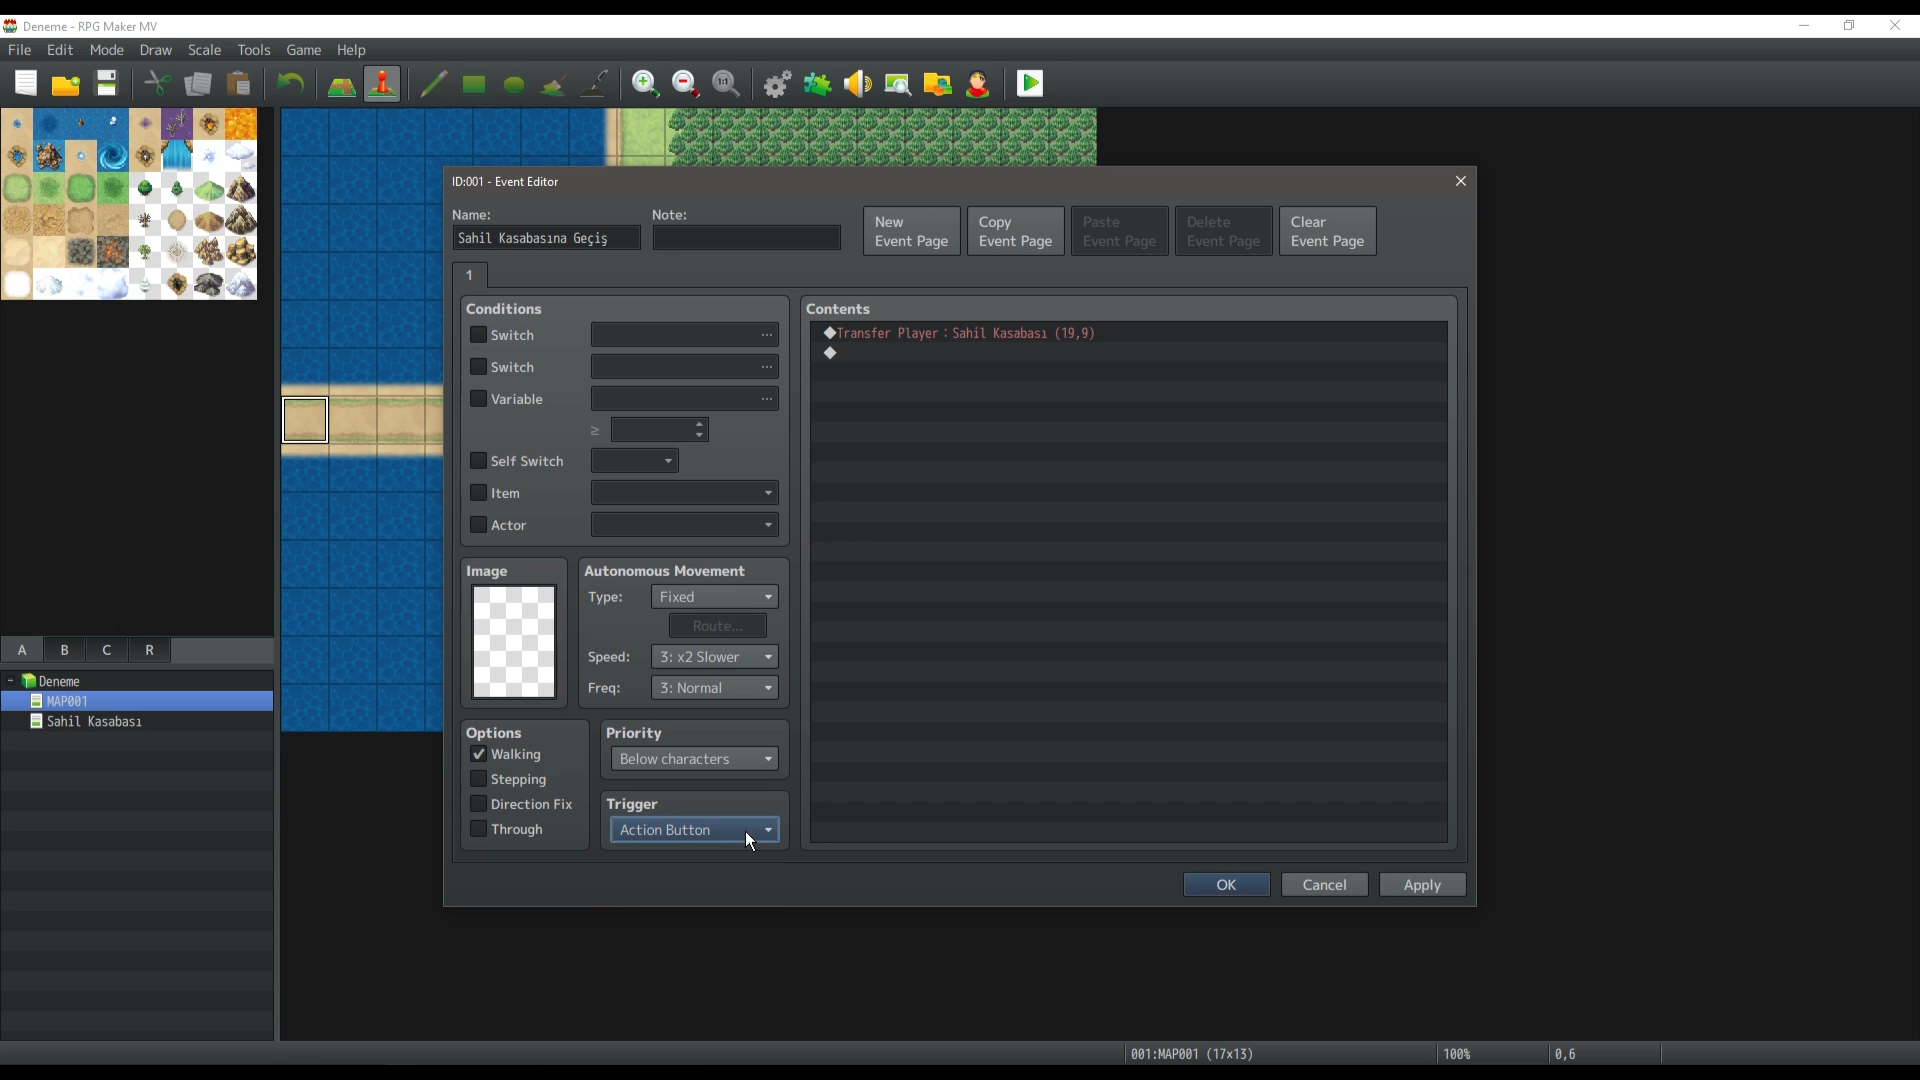 Deneme - RPG Maker MV
File Edit Mode Draw Scale Tools Game Help
1:1
ID:001 - Event Editor
Name: Note:
Sahil Kasabasına Geçiş
New Event Page
Copy Event Page
Paste Event Page
Delete Event Page
Clear Event Page
1
Conditions
Switch ...
Switch ...
Variable ...
≥
Self Switch
Item
Actor
Image
Autonomous Movement
Type: Fixed
Route...
Speed: 3: x2 Slower
Freq: 3: Normal
Options
Walking
Stepping
Direction Fix
Through
Priority
Below characters
Trigger
Action Button
Contents
◆Transfer Player：Sahil Kasabası (19,9)
◆
OK Cancel Apply
A B C R
Deneme
MAP001
Sahil Kasabası
001:MAP001 (17x13) 100% 0,6